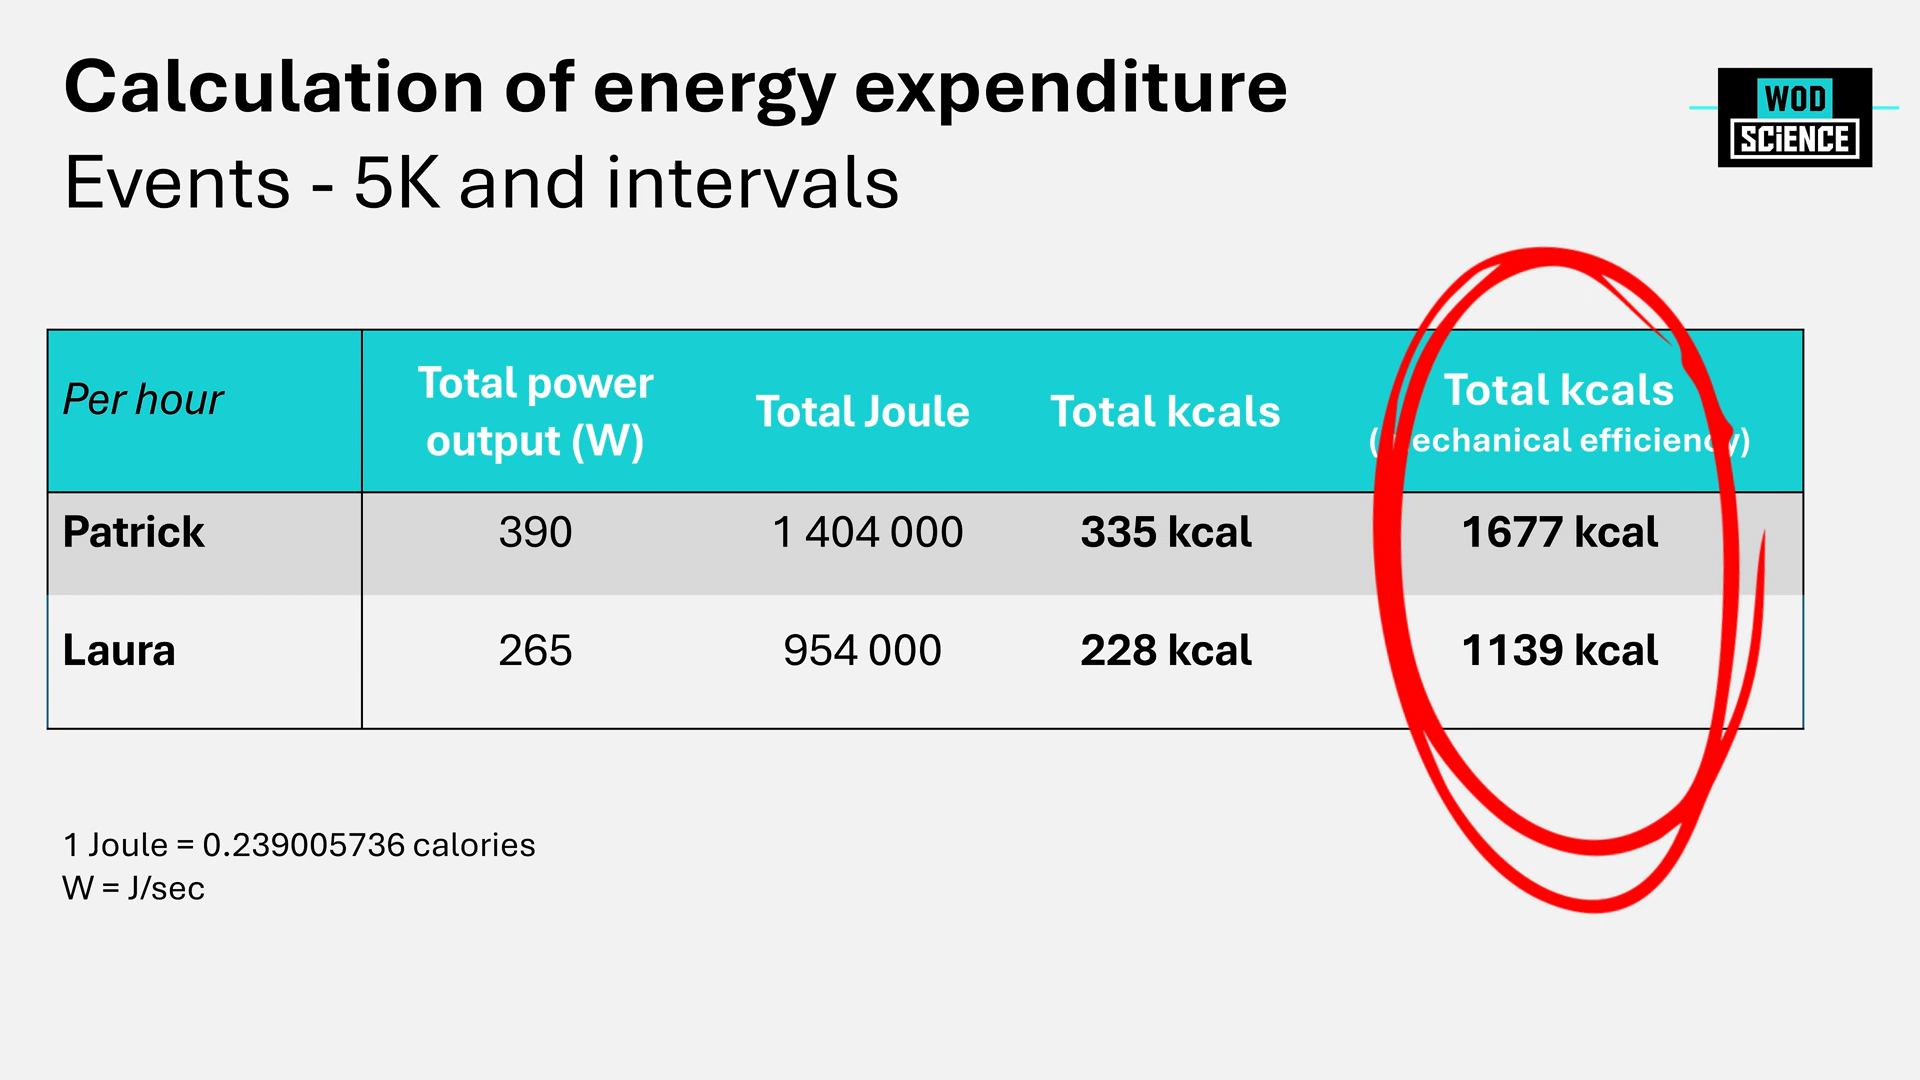 Calculation of energy expenditure
Events - 5K and intervals
WOD
SCiENCE
Per hour
Total power
output (W)
Total Joule
Total kcals
Total kcals
(mechanical efficiency)
Patrick
390
1 404 000
335 kcal
1677 kcal
Laura
265
954 000
228 kcal
1139 kcal
1 Joule = 0.239005736 calories
W = J/sec